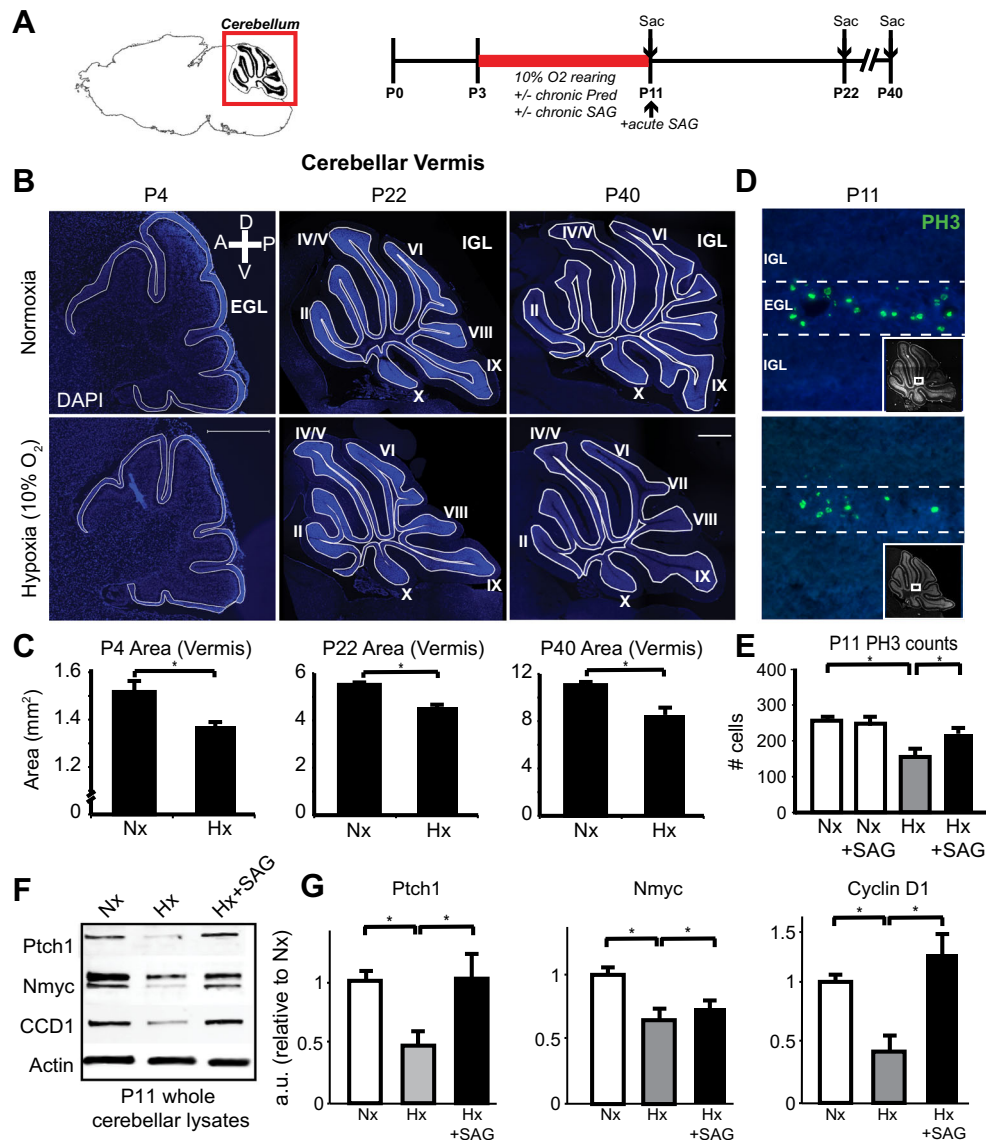 A
Cerebellum
Sac
Sac
Sac
P0
P3
10% O2 rearing
+/- chronic Pred
+/- chronic SAG
P11
P22
P40
+acute SAG
Cerebellar Vermis
B
P4
P22
P40
Normoxia
D
A
P
V
EGL
DAPI
IV/V
VI
IGL
II
VIII
IX
X
IV/V
VI
IGL
II
VIII
IX
X
Hypoxia (10% O2)
IV/V
VI
VIII
II
IX
X
IV/V
VI
VII
VIII
II
IX
X
D
P11
PH3
IGL
EGL
IGL
C
P4 Area (Vermis)
Area (mm2)
1.6
1.4
1.2
0
*
Nx
Hx
P22 Area (Vermis)
6
4
2
0
*
Nx
Hx
P40 Area (Vermis)
12
8
4
0
*
Nx
Hx
E
P11 PH3 counts
# cells
400
300
200
100
0
*
*
Nx
Nx
+SAG
Hx
Hx
+SAG
F
Nx
Hx
Hx+SAG
Ptch1
Nmyc
CCD1
Actin
P11 whole
cerebellar lysates
G
a.u. (relative to Nx)
Ptch1
*
*
1
0.5
0
Nx
Hx
Hx
+SAG
Nmyc
*
*
1
0.5
0
Nx
Hx
Hx
+SAG
Cyclin D1
*
*
1.5
1
0.5
0
Nx
Hx
Hx
+SAG